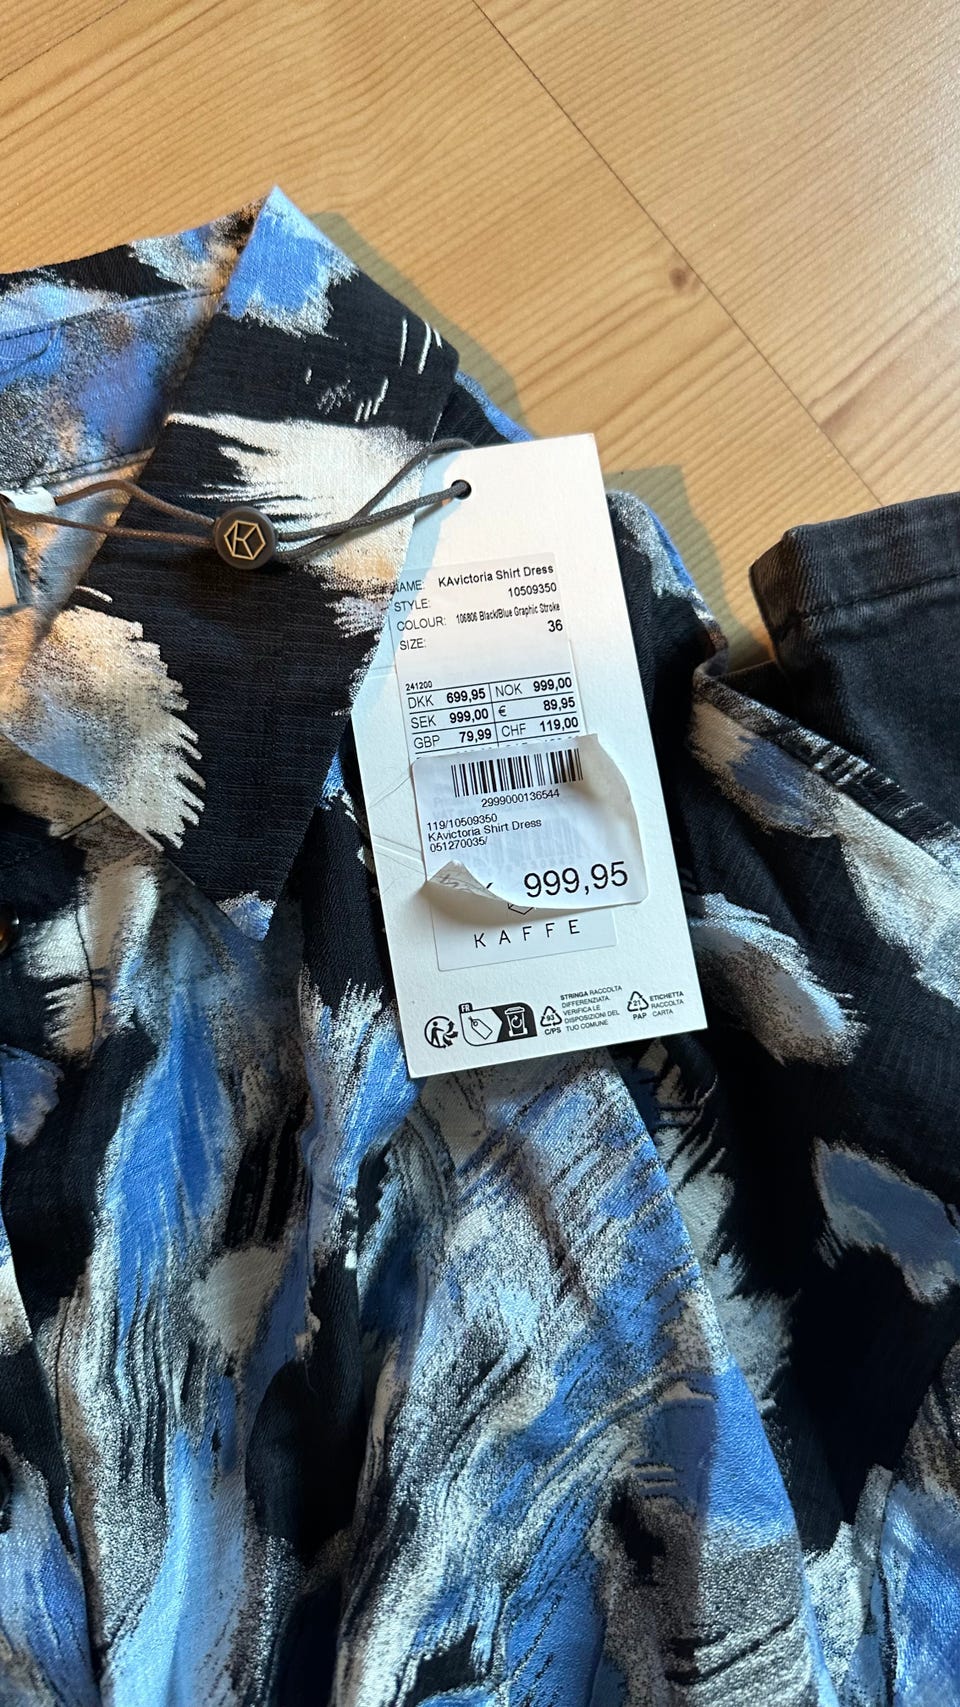 NAME: KAvictoria Shirt Dress
STYLE: 10509350
COLOUR: 106806 Black/Blue Graphic Stroke
SIZE: 36
241200
DKK 699,95 NOK 999,00
SEK 999,00 € 89,95
GBP 79,99 CHF 119,00
2999000136544
119/10509350
KAvictoria Shirt Dress
051270035/
999,95
KAFFE
FR
STRINGA RACCOLTA
DIFFERENZIATA.
VERIFICA LE
DISPOSIZIONI DEL
TUO COMUNE
93
C/PS
21
PAP
ETICHETTA
RACCOLTA
CARTA